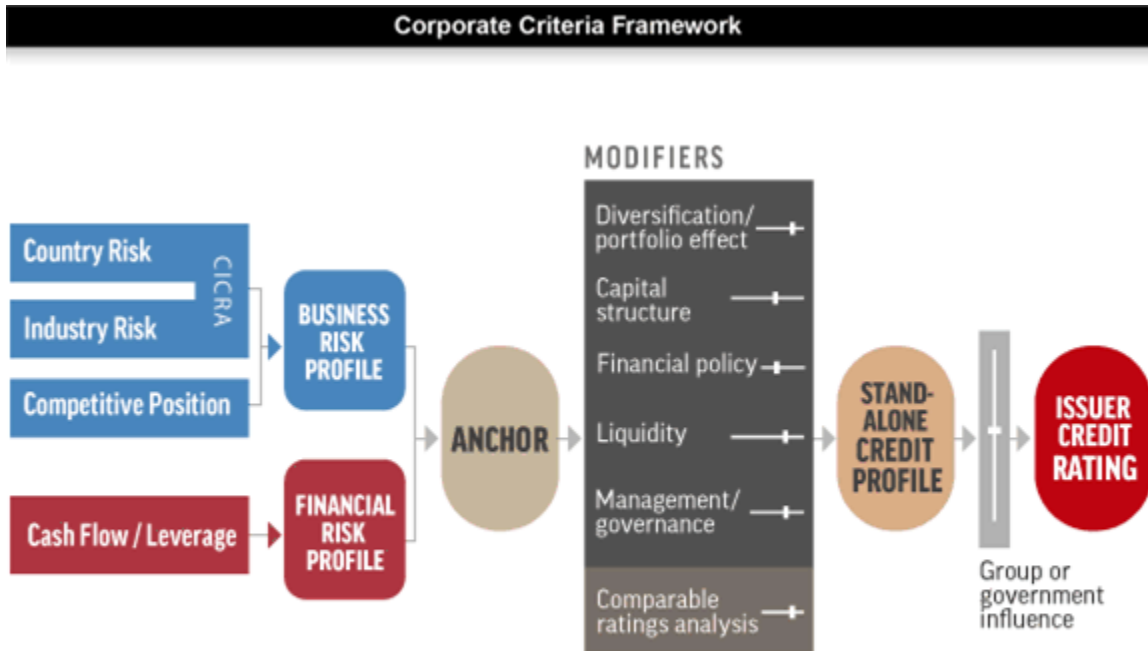 Corporate Criteria Framework
Country Risk
Industry Risk
CICRA
Competitive Position
Cash Flow / Leverage
BUSINESS
RISK
PROFILE
FINANCIAL
RISK
PROFILE
ANCHOR
MODIFIERS
Diversification/
portfolio effect
Capital
structure
Financial policy
Liquidity
Management/
governance
Comparable
ratings analysis
STAND-
ALONE
CREDIT
PROFILE
Group or
government
influence
ISSUER
CREDIT
RATING